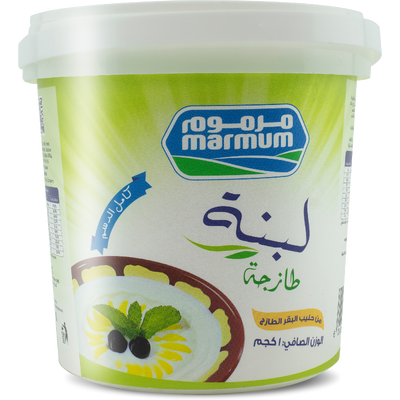 مرموم
marmum
لبنة
طازجة
كامل الدسم
من حليب البقر الطازج
الوزن الصافي: ١ كجم